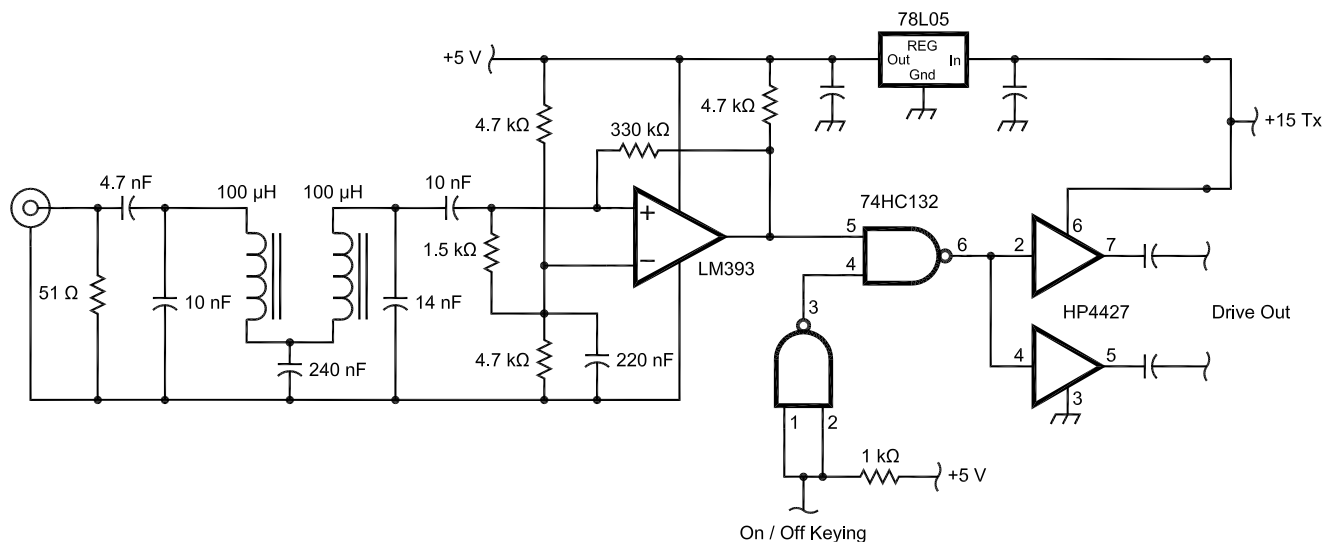 78L05
REG
Out
In
Gnd
+5 V
+15 Tx
4.7 kΩ
4.7 kΩ
330 kΩ
4.7 nF
100 µH
100 µH
10 nF
74HC132
+
−
LM393
1.5 kΩ
5
4
6
2
6
7
51 Ω
10 nF
14 nF
3
HP4427
Drive Out
240 nF
4.7 kΩ
220 nF
4
5
3
1
2
1 kΩ
+5 V
On / Off Keying